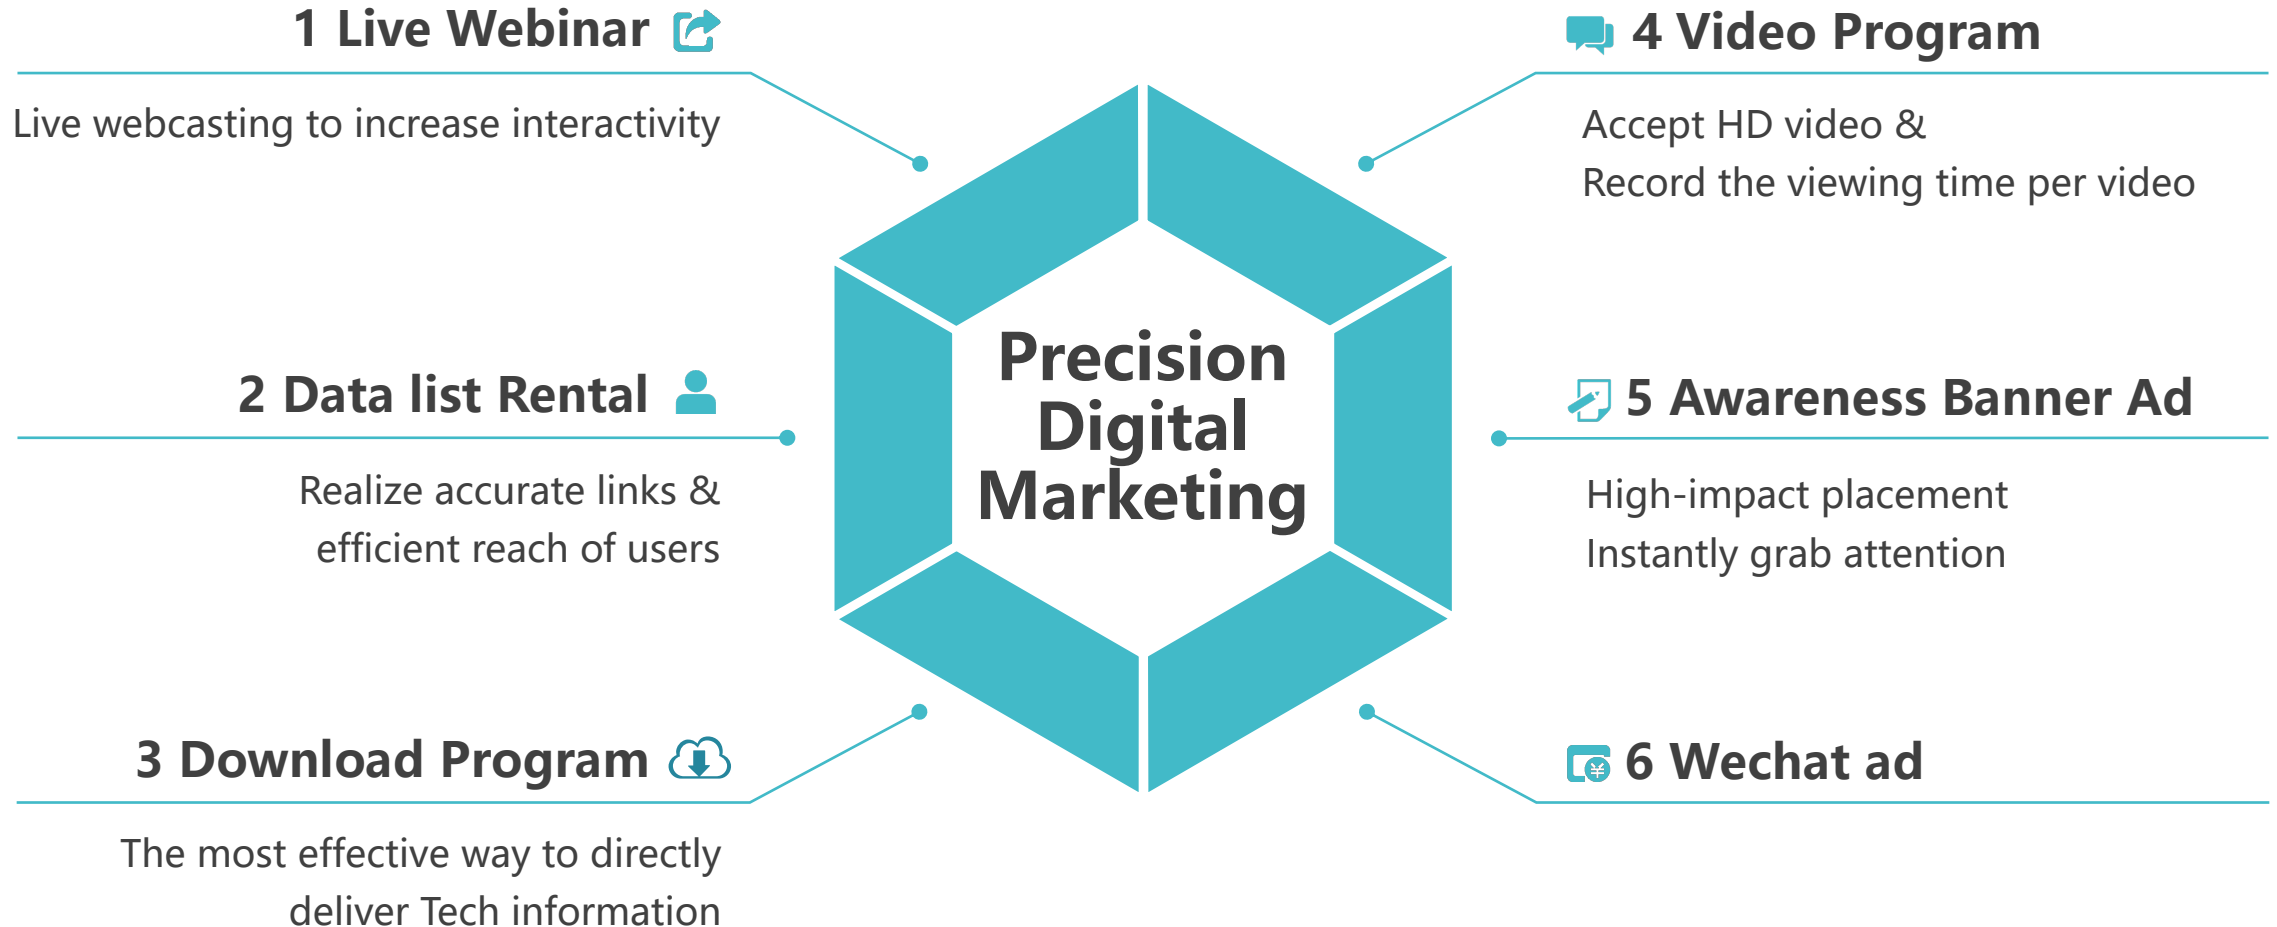 1 Live Webinar
Live webcasting to increase interactivity
2 Data list Rental
Realize accurate links &
efficient reach of users
3 Download Program
The most effective way to directly
deliver Tech information
Precision
Digital
Marketing
4 Video Program
Accept HD video &
Record the viewing time per video
5 Awareness Banner Ad
High-impact placement
Instantly grab attention
¥
6 Wechat ad